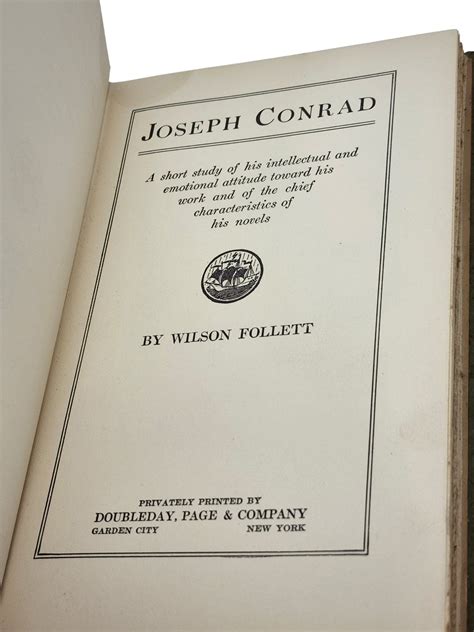 JOSEPH CONRAD
A short study of his intellectual and
emotional attitude toward his
work and of the chief
characteristics of
his novels
BY WILSON FOLLETT
PRIVATELY PRINTED BY
DOUBLEDAY, PAGE & COMPANY
GARDEN CITY NEW YORK